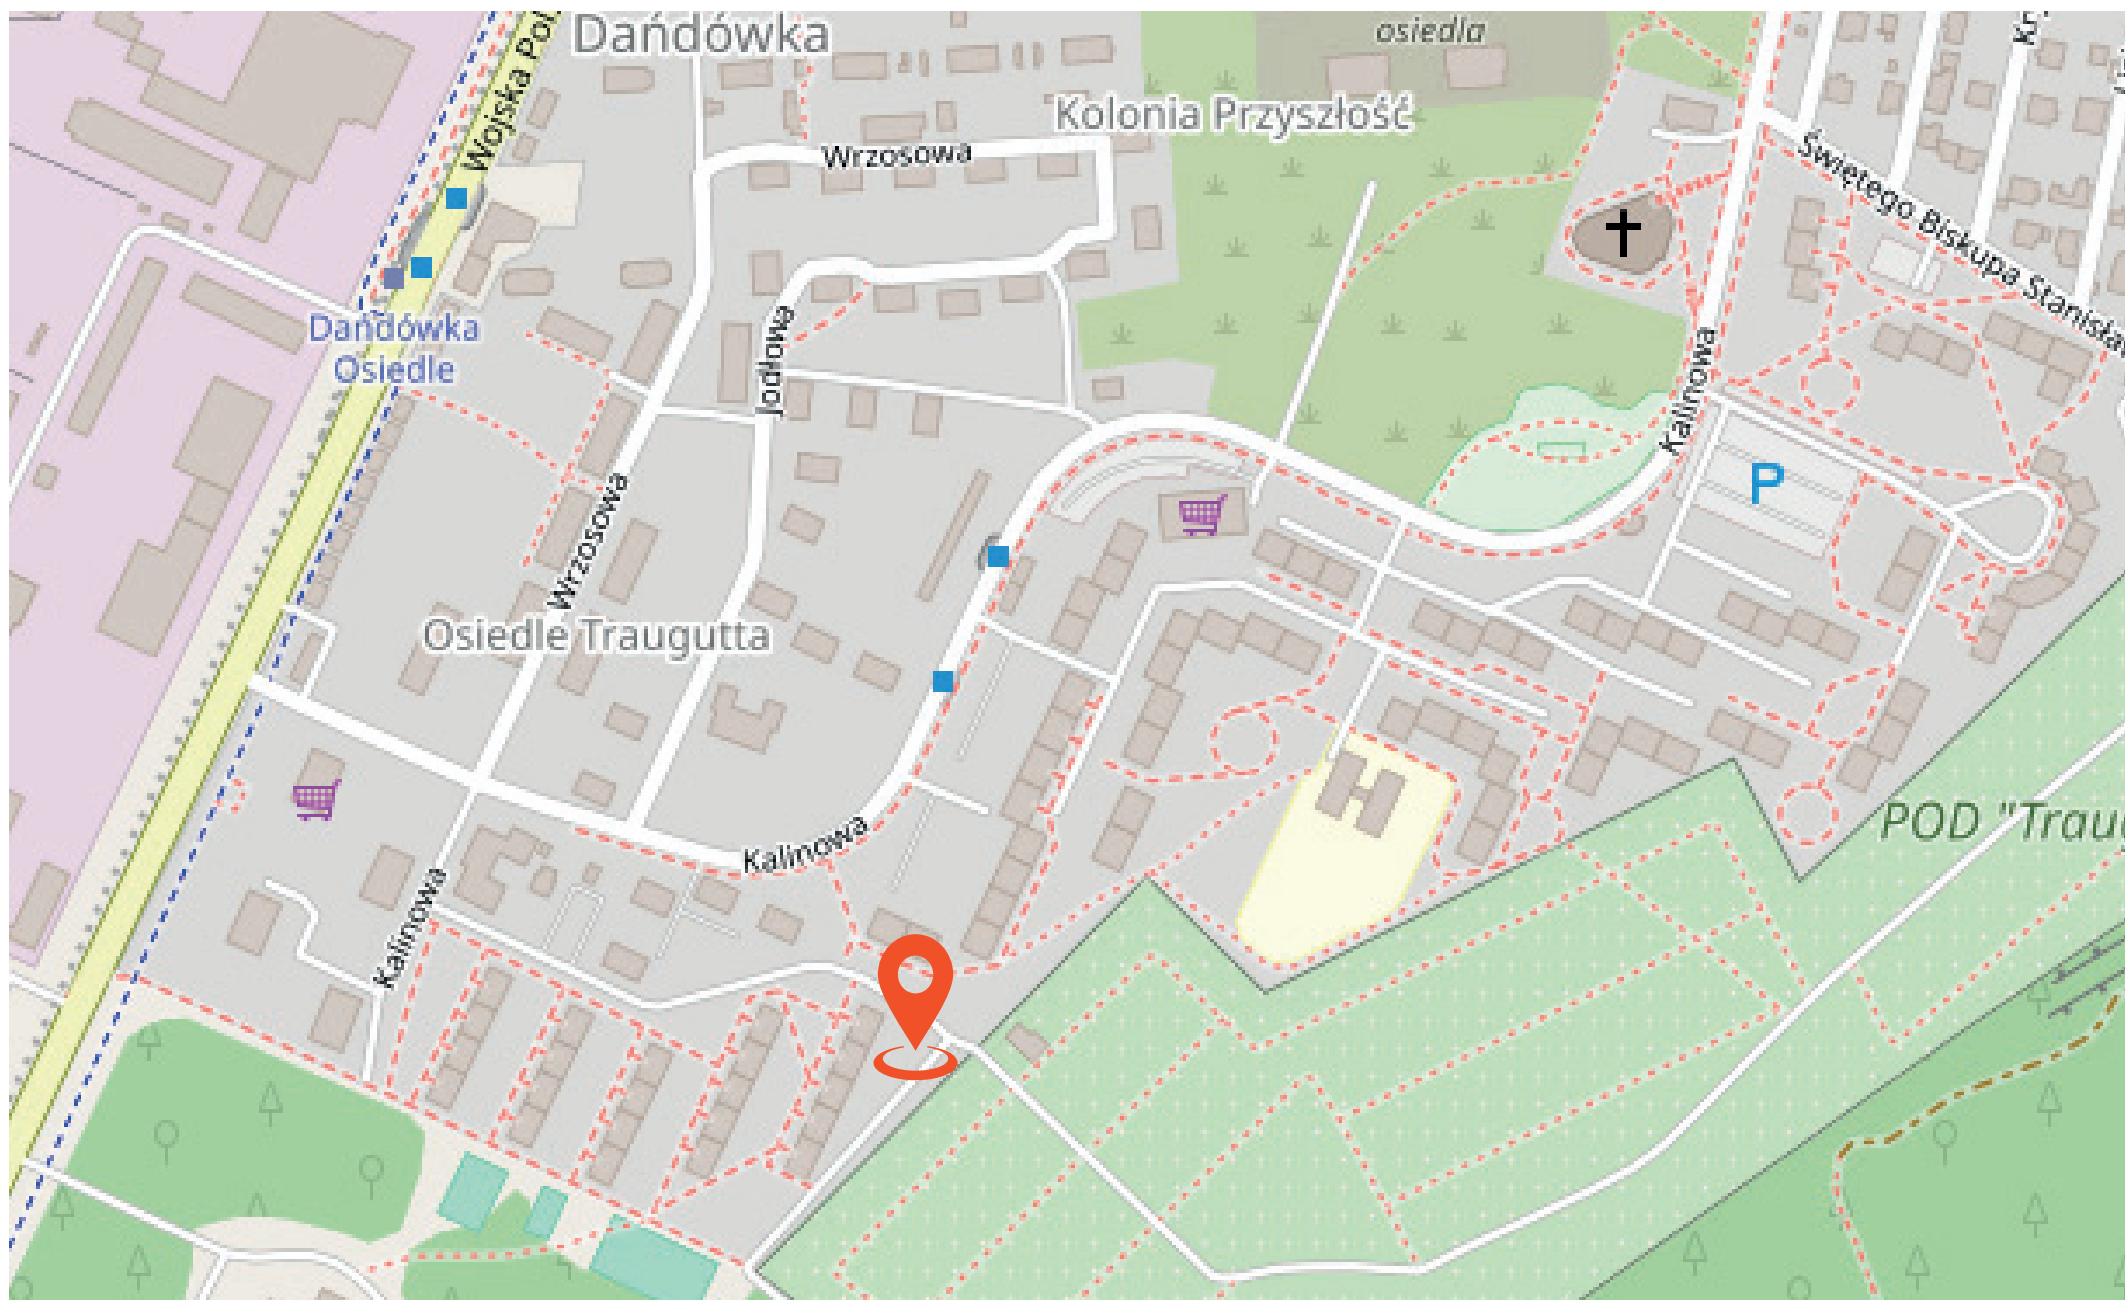 Dańdówka
osiedla
Wojska Pol
Kolonia Przyszłość
Wrzosowa
Świętego Biskupa Stanisła
Dańdówka
Osiedle
Jodłowa
Kalinowa
P
Wrzosowa
Osiedle Traugutta
POD "Trau
Kalinowa
Kalinowa